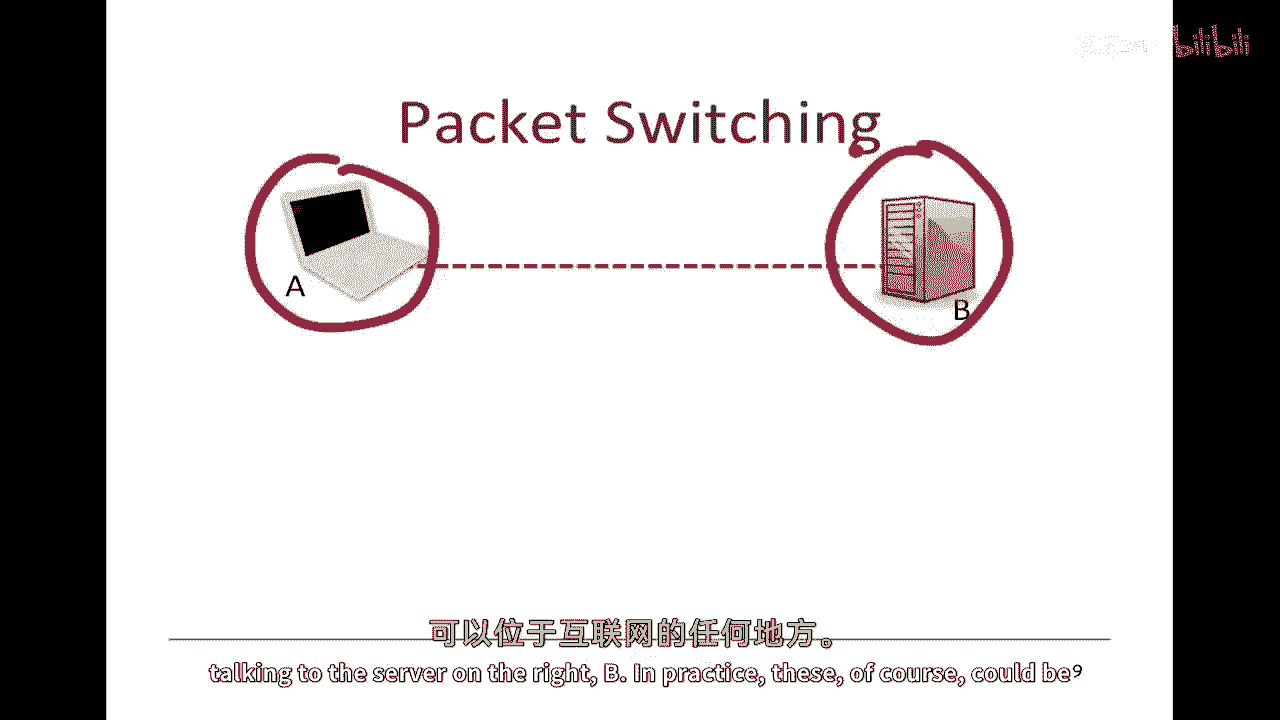 bilibili
Packet Switching
A
B
可以位于互联网的任何地方。
talking to the server on the right, B. In practice, these, of course, could be,